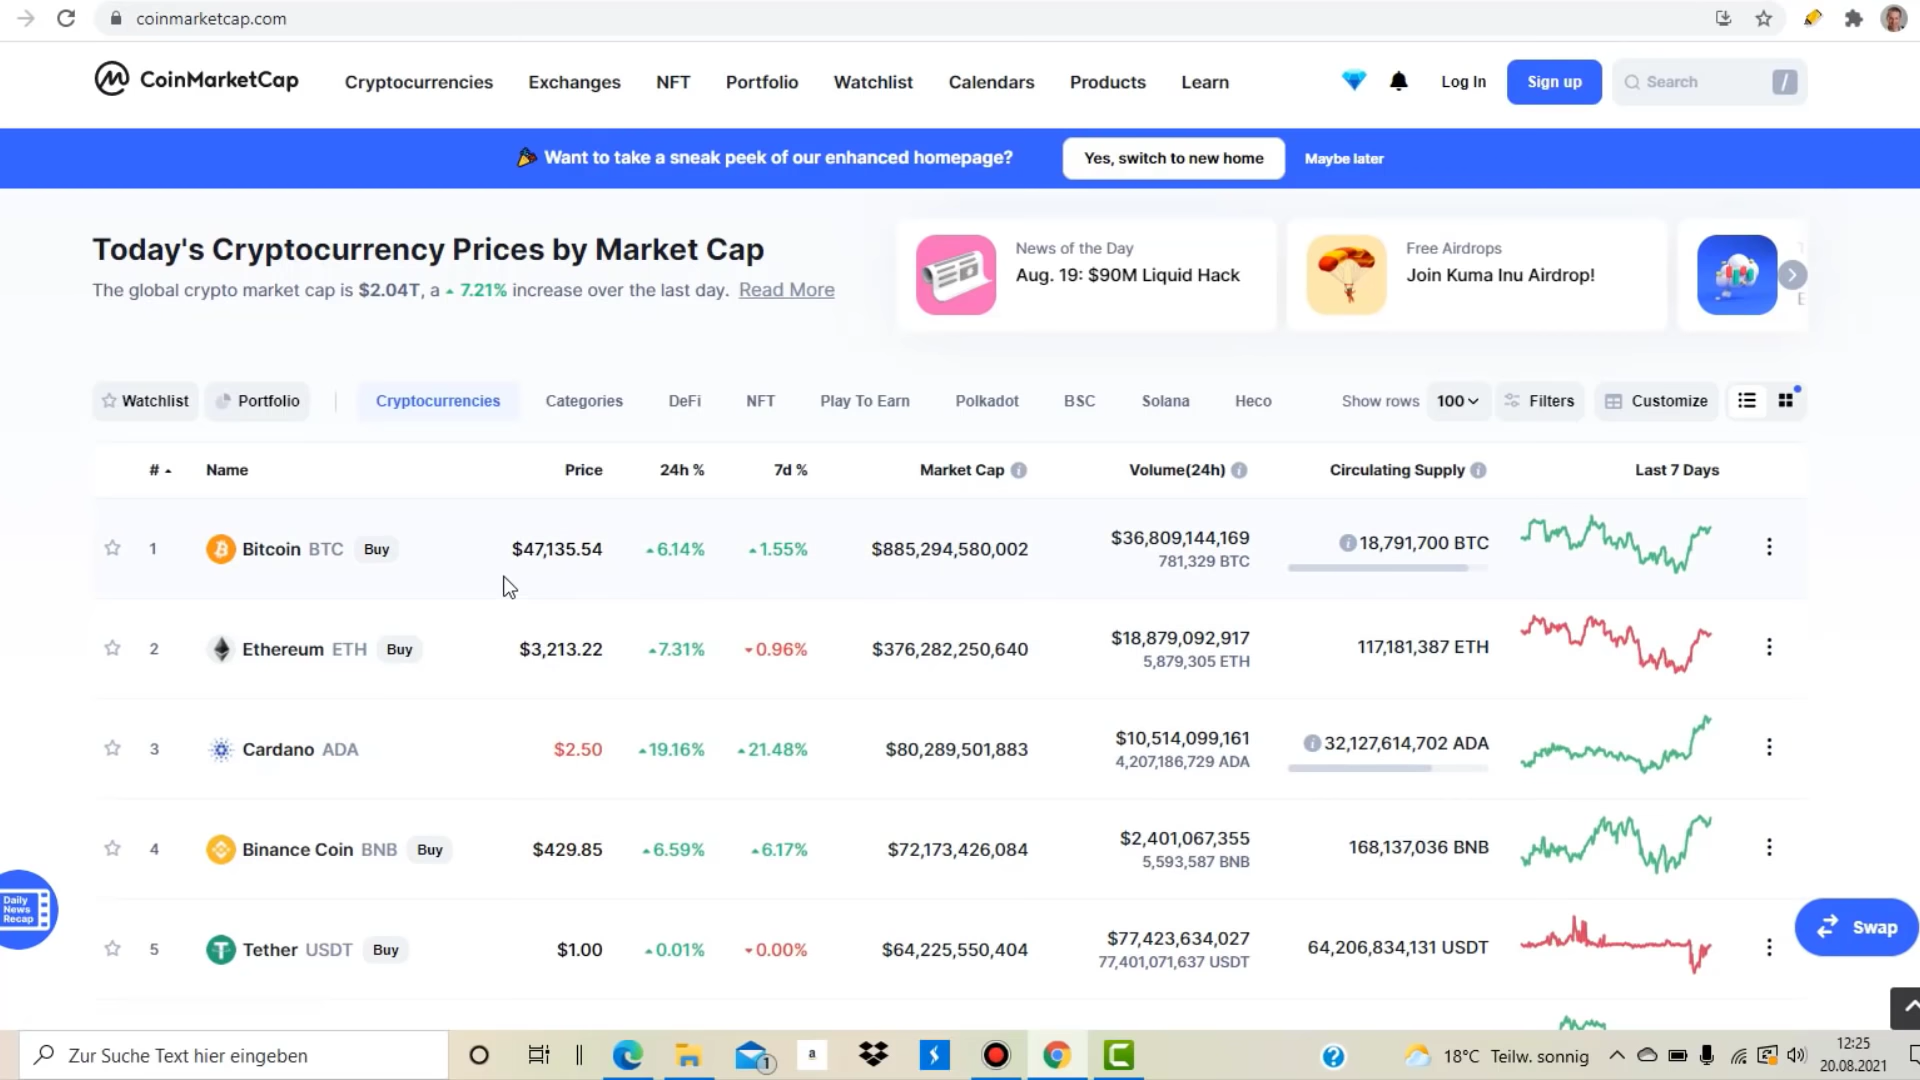 coinmarketcap.com
CoinMarketCap Cryptocurrencies Exchanges NFT Portfolio Watchlist Calendars Products Learn Log In Sign up Search /
Want to take a sneak peek of our enhanced homepage? Yes, switch to new home Maybe later
Today's Cryptocurrency Prices by Market Cap
The global crypto market cap is $2.04T, a 7.21% increase over the last day. Read More
News of the Day
Aug. 19: $90M Liquid Hack
Free Airdrops
Join Kuma Inu Airdrop!
Watchlist Portfolio Cryptocurrencies Categories DeFi NFT Play To Earn Polkadot BSC Solana Heco Show rows 100 Filters Customize
# Name Price 24h % 7d % Market Cap Volume(24h) Circulating Supply Last 7 Days
1 Bitcoin BTC Buy $47,135.54 6.14% 1.55% $885,294,580,002 $36,809,144,169 18,791,700 BTC
781,329 BTC
2 Ethereum ETH Buy $3,213.22 7.31% 0.96% $376,282,250,640 $18,879,092,917 117,181,387 ETH
5,879,305 ETH
3 Cardano ADA $2.50 19.16% 21.48% $80,289,501,883 $10,514,099,161 32,127,614,702 ADA
4,207,186,729 ADA
4 Binance Coin BNB Buy $429.85 6.59% 6.17% $72,173,426,084 $2,401,067,355 168,137,036 BNB
5,593,587 BNB
5 Tether USDT Buy $1.00 0.01% 0.00% $64,225,550,404 $77,423,634,027 64,206,834,131 USDT
77,401,071,637 USDT
Daily
News
Recap
Swap
Zur Suche Text hier eingeben
1
a
18°C Teilw. sonnig
12:25
20.08.2021